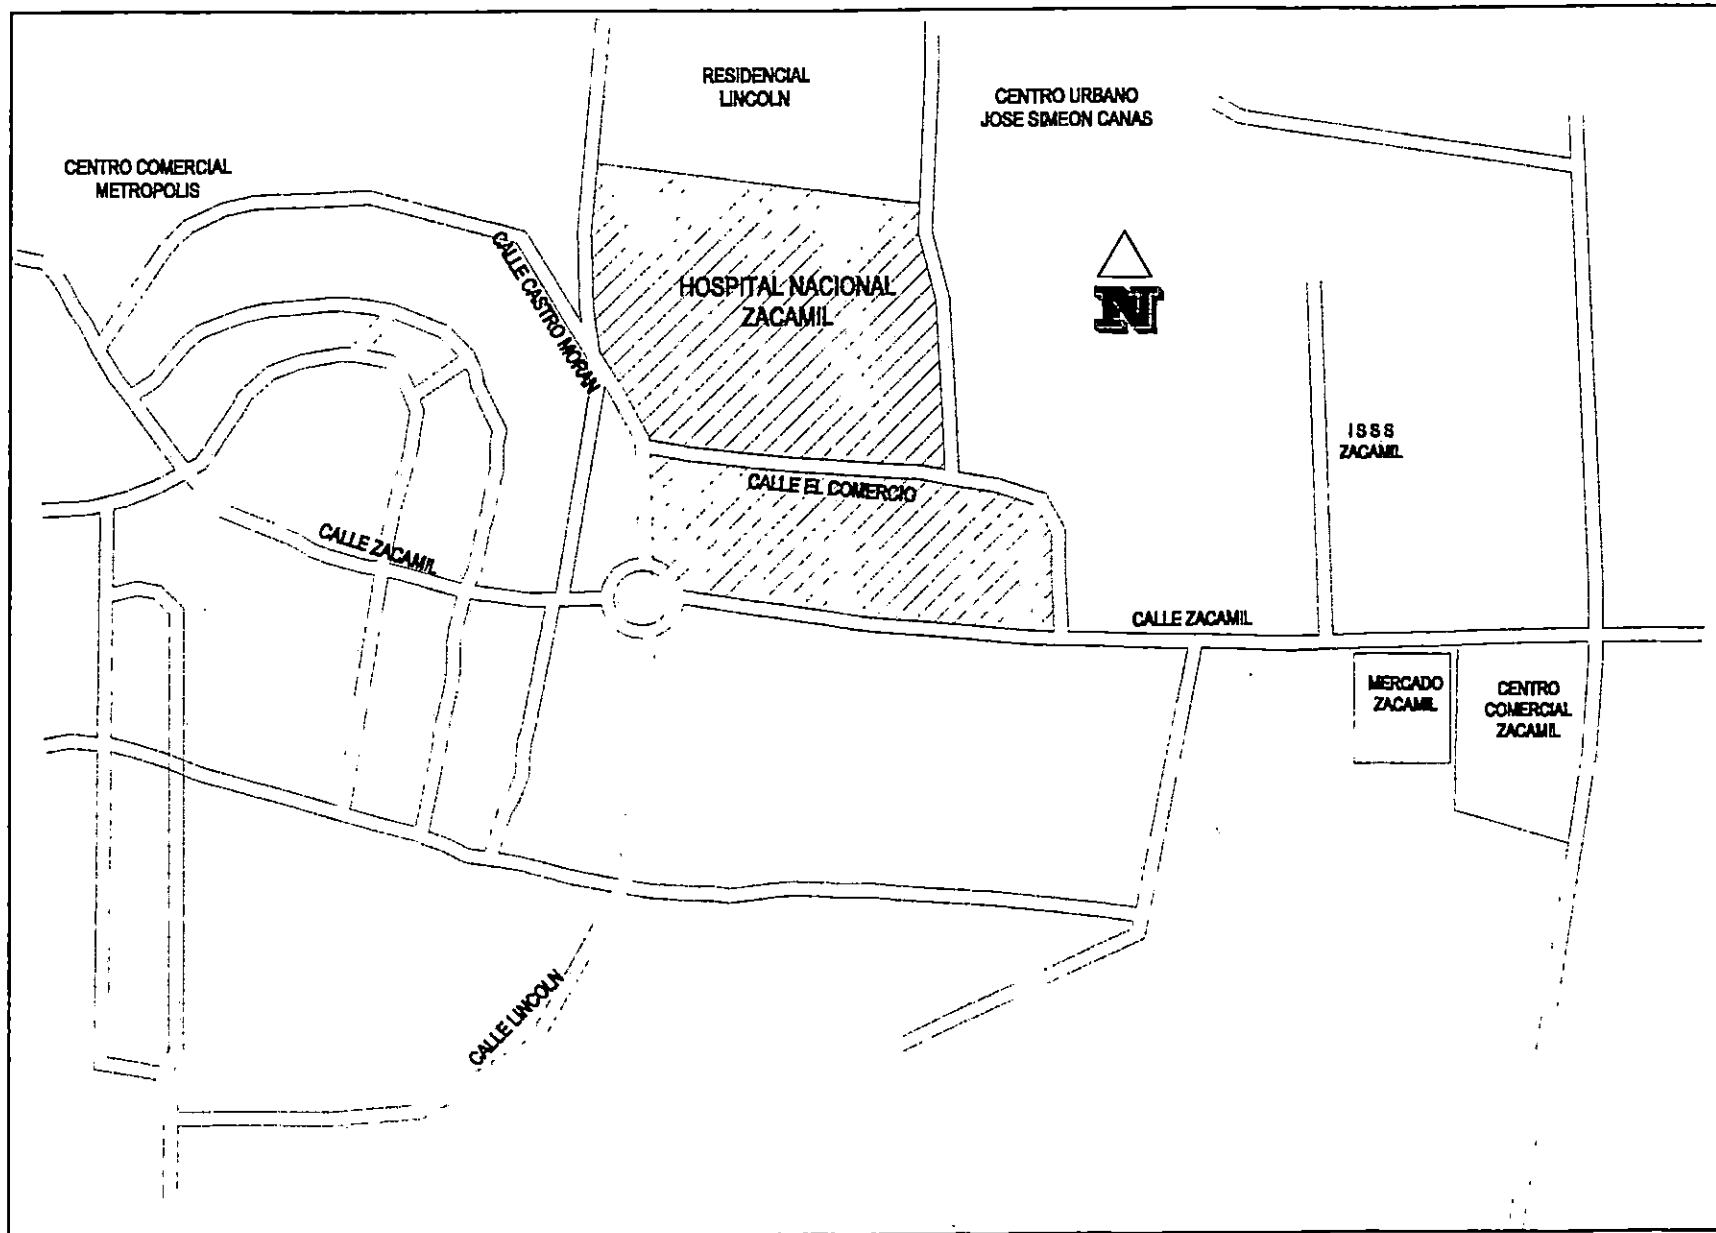 RESIDENCIAL
LINCOLN
CENTRO URBANO
JOSE SIMEON CANAS
CENTRO COMERCIAL
METROPOLIS
CALLE CASTRO MORAN
HOSPITAL NACIONAL
ZACAMIL
N
ISSS
ZACAMIL
CALLE EL COMERCIO
CALLE ZACAMIL
CALLE ZACAMIL
MERCADO
ZACAMIL
CENTRO
COMERCIAL
ZACAMIL
CALLE LINCOLN